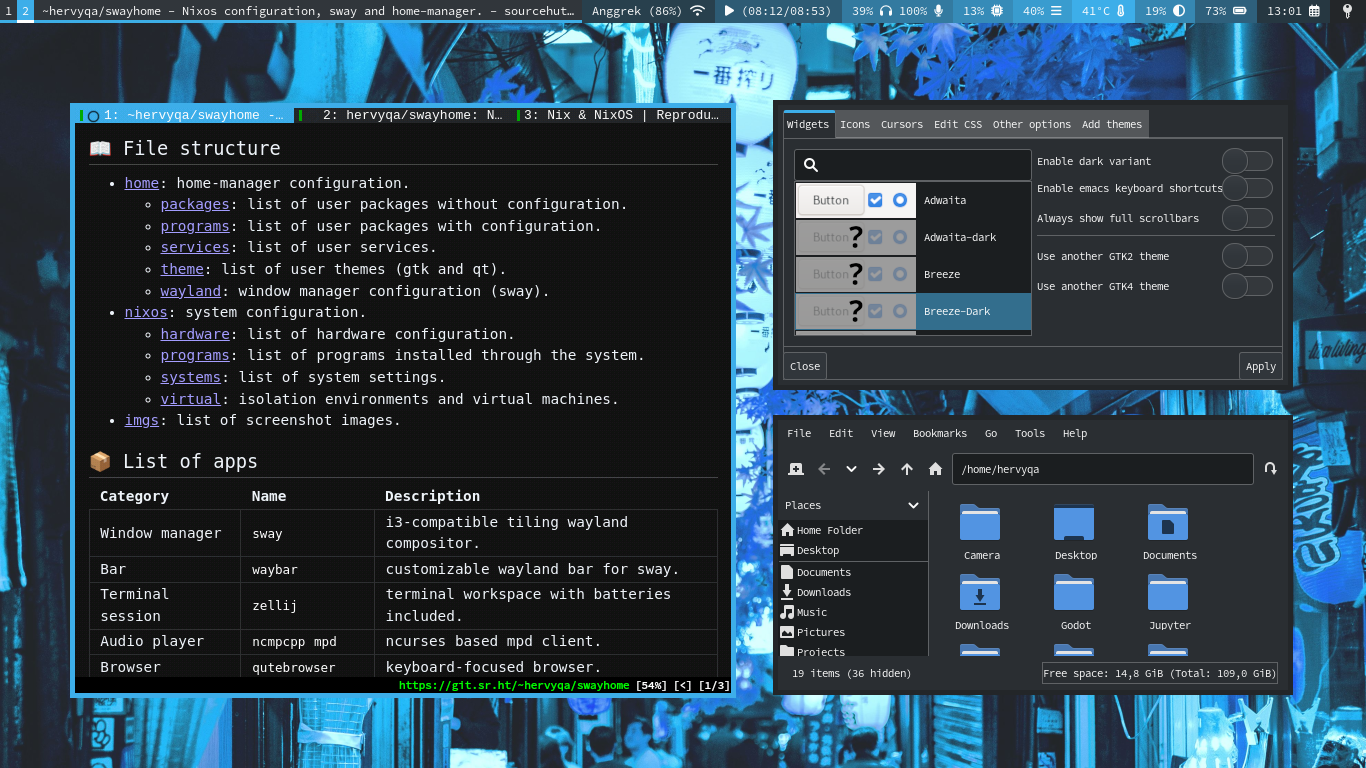 1 2 ~hervyqa/swayhome – Nixos configuration, sway and home-manager. – sourcehut… Anggrek (86%) (08:12/08:53) 39% 100% 13% 40% 41°C 19% 73% 13:01
一番搾り
1: ~hervyqa/swayhome -… 2: hervyqa/swayhome: N… 3: Nix & NixOS | Reprodu…
File structure
home: home-manager configuration.
packages: list of user packages without configuration.
programs: list of user packages with configuration.
services: list of user services.
theme: list of user themes (gtk and qt).
wayland: window manager configuration (sway).
nixos: system configuration.
hardware: list of hardware configuration.
programs: list of programs installed through the system.
systems: list of system settings.
virtual: isolation environments and virtual machines.
imgs: list of screenshot images.
List of apps
Category Name Description
Window manager sway i3-compatible tiling wayland
compositor.
Bar waybar customizable wayland bar for sway.
Terminal
session zellij terminal workspace with batteries
included.
Audio player ncmpcpp mpd ncurses based mpd client.
Browser qutebrowser keyboard-focused browser.
https://git.sr.ht/~hervyqa/swayhome [54%] [<] [1/3]
Widgets Icons Cursors Edit CSS Other options Add themes
Button Adwaita
Button ? Adwaita-dark
Button ? Breeze
Button ? Breeze-Dark
Enable dark variant
Enable emacs keyboard shortcuts
Always show full scrollbars
Use another GTK2 theme
Use another GTK4 theme
Close Apply
File Edit View Bookmarks Go Tools Help
/home/hervyqa
Places
Home Folder
Desktop
Documents
Downloads
Music
Pictures
Projects
Camera Desktop Documents
Downloads Godot Jupyter
19 items (36 hidden) Free space: 14,8 GiB (Total: 109,0 GiB)